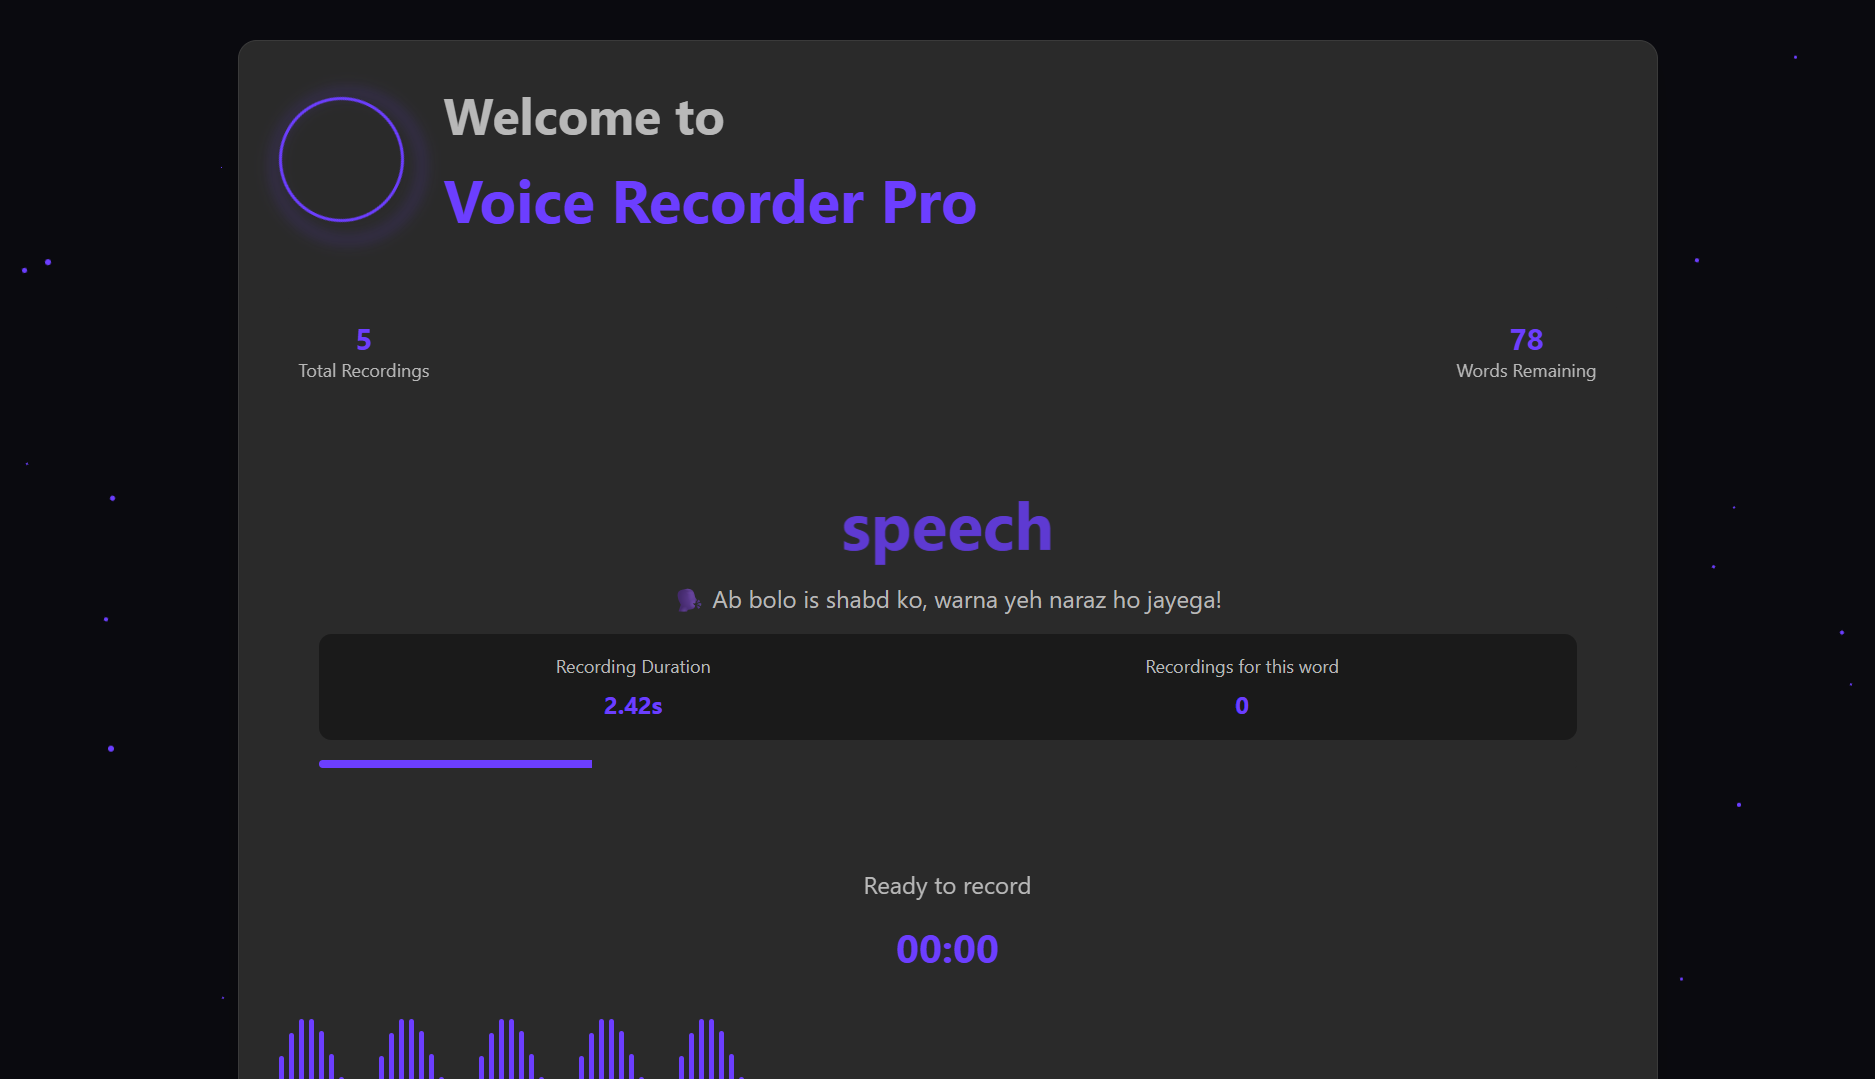 Welcome to
Voice Recorder Pro
5
Total Recordings
78
Words Remaining
speech
Ab bolo is shabd ko, warna yeh naraz ho jayega!
Recording Duration
2.42s
Recordings for this word
0
Ready to record
00:00